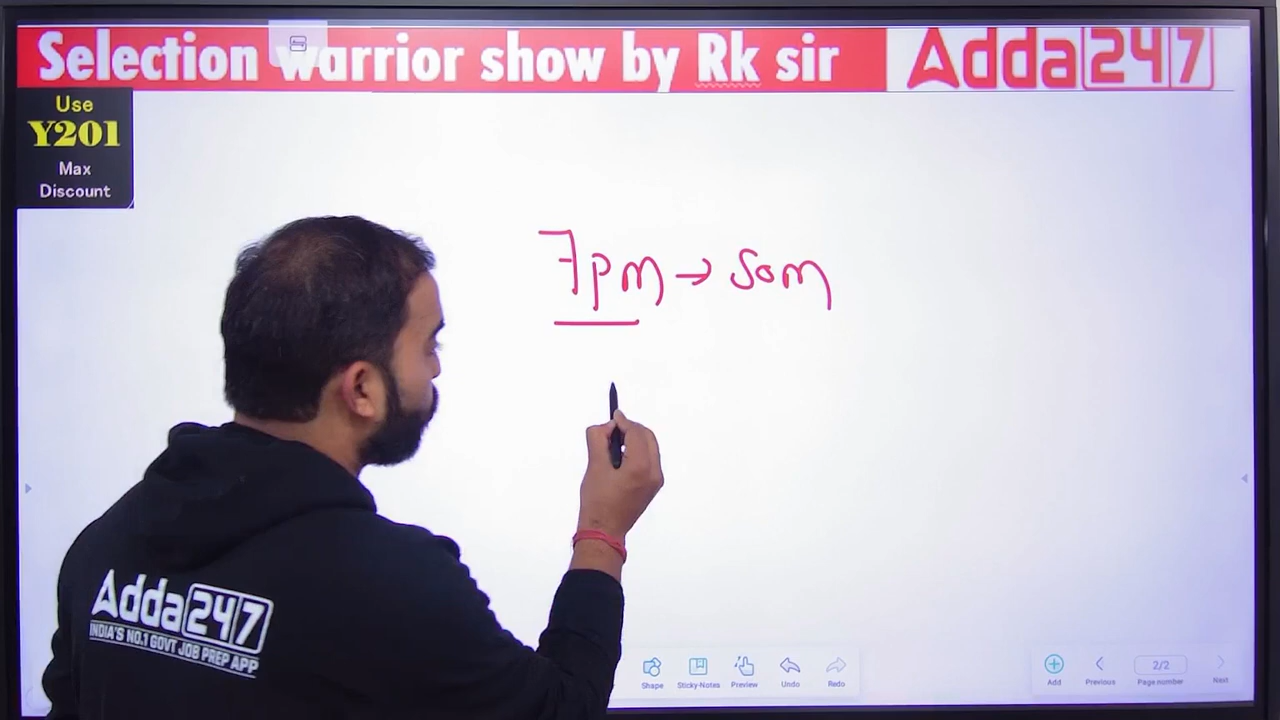 Selection warrior show by Rk sir
Adda247
Use
Y201
Max
Discount
7pm → Som
Adda247
INDIA'S NO.1 GOVT JOB PREP APP
Shape
Sticky-Notes
Preview
Undo
Redo
Add
Previous
2/2
Page number
Next